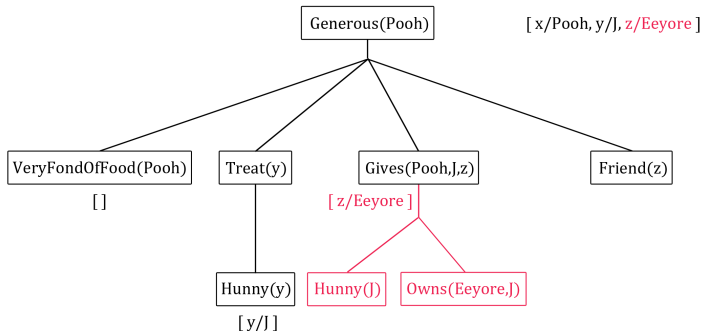 Generous(Pooh)
[ x/Pooh, y/J, z/Eeyore ]
VeryFondOfFood(Pooh)
Treat(y)
Gives(Pooh,J,z)
Friend(z)
[ ]
[ z/Eeyore ]
Hunny(y)
Hunny(J)
Owns(Eeyore,J)
[ y/J ]